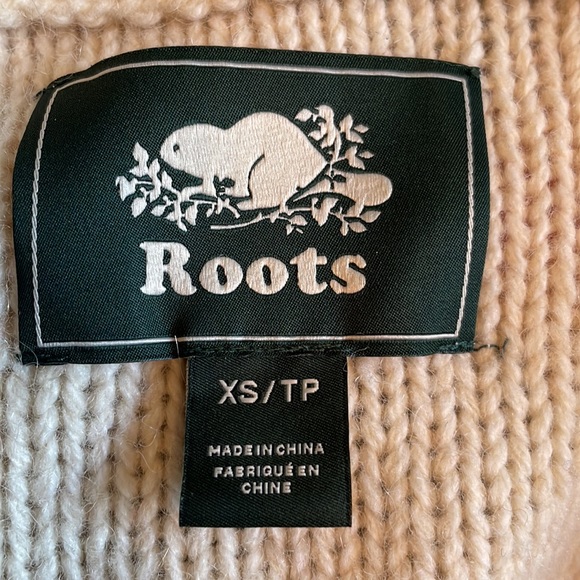 Roots
XS/TP
MADE IN CHINA
FABRIQUÉ EN
CHINE